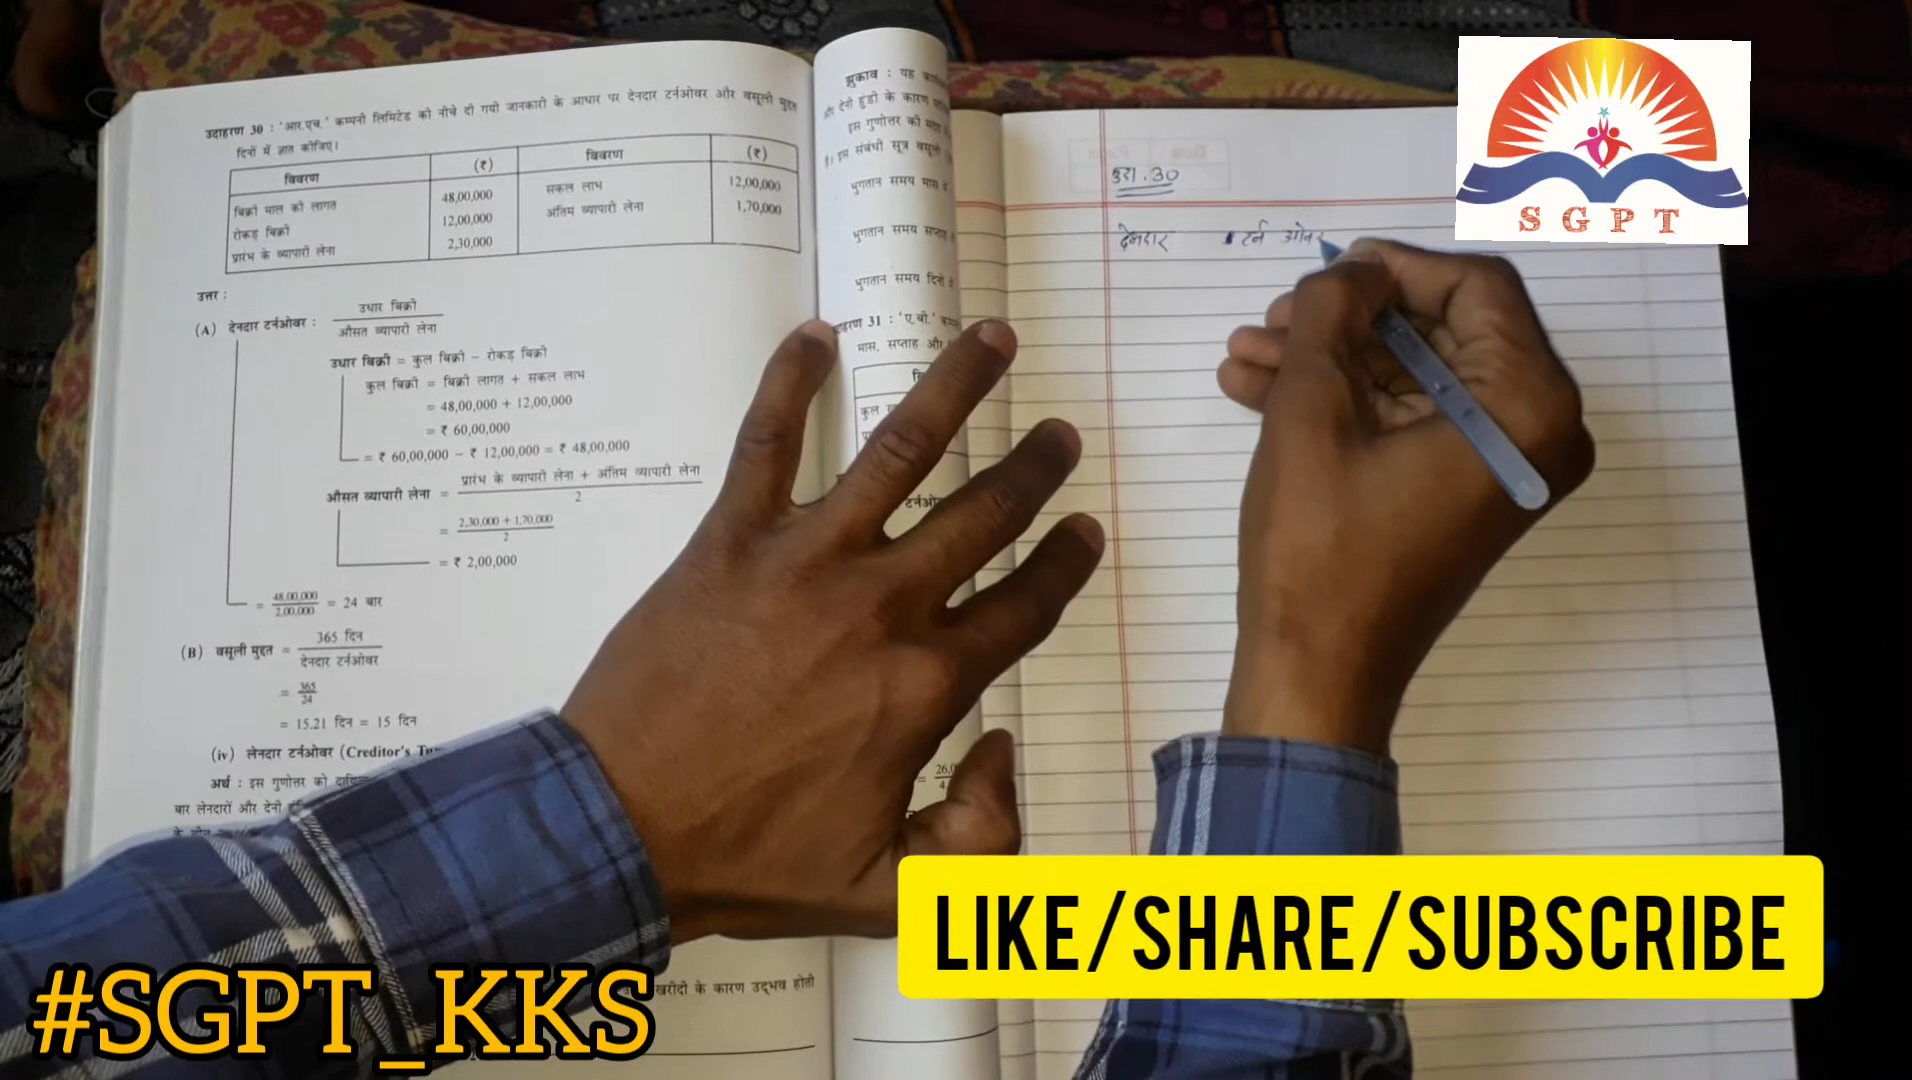 उदाहरण 30 : 'आर.एच.' कम्पनी लिमिटेड की नीचे दी गयी जानकारी के आधार पर देनदार टर्नओवर और वसूली मुद्दत
दिनों में ज्ञात कीजिए।
विवरण (₹) विवरण (₹)
बिक्री माल की लागत 48,00,000 सकल लाभ 12,00,000
रोकड़ बिक्री 12,00,000 अंतिम व्यापारी लेना 1,70,000
प्रारंभ के व्यापारी लेना 2,30,000
उत्तर :
(A) देनदार टर्नओवर : उधार बिक्री
औसत व्यापारी लेना
उधार बिक्री = कुल बिक्री – रोकड़ बिक्री
कुल बिक्री = बिक्री लागत + सकल लाभ
= 48,00,000 + 12,00,000
= ₹ 60,00,000
= ₹ 60,00,000 – ₹ 12,00,000 = ₹ 48,00,000
औसत व्यापारी लेना = प्रारंभ के व्यापारी लेना + अंतिम व्यापारी लेना
2
= 2,30,000 + 1,70,000
2
= ₹ 2,00,000
= 48,00,000 / 2,00,000 = 24 बार
(B) वसूली मुद्दत = 365 दिन
देनदार टर्नओवर
= 365
24
= 15.21 दिन = 15 दिन
(iv) लेनदार टर्नओवर (Creditor's
अर्थ : इस गुणोत्तर को
बार लेनदारों और देनी
खरीदी के कारण उद्भव होती
झुकाव : यह
और देनी हुंडी के कारण
इस गुणोत्तर की
है। इस संबंधी सूत्र वसूली
भुगतान समय मास
भुगतान समय सप्ताह
भुगतान समय दिनों
31 : 'ए.बी.'
मास, सप्ताह और
कुल
उदा. 30
देनदार टर्न ओवर
SGPT
LIKE/SHARE/SUBSCRIBE
#SGPT_KKS